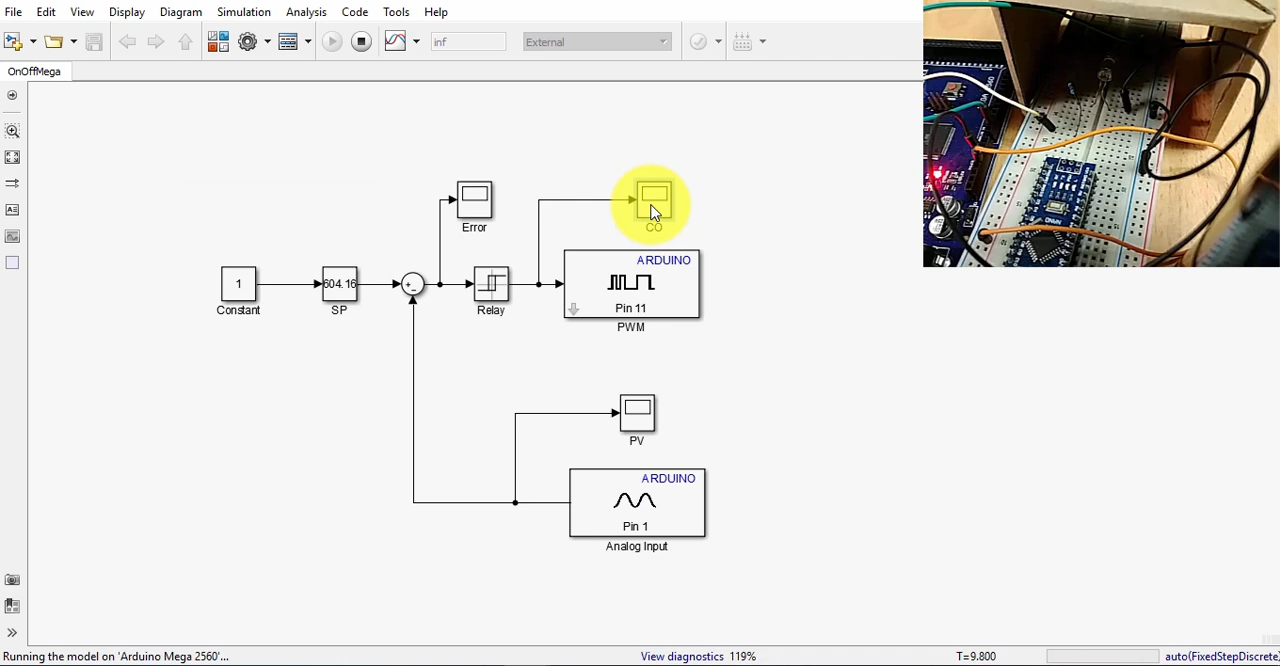 File Edit View Display Diagram Simulation Analysis Code Tools Help
inf
External
OnOffMega
Error
CO
1
Constant
604.16
SP
+
-
Relay
ARDUINO
Pin 11
PWM
PV
ARDUINO
Pin 1
Analog Input
Running the model on 'Arduino Mega 2560'... View diagnostics 119% T=9.800 auto(FixedStepDiscrete)